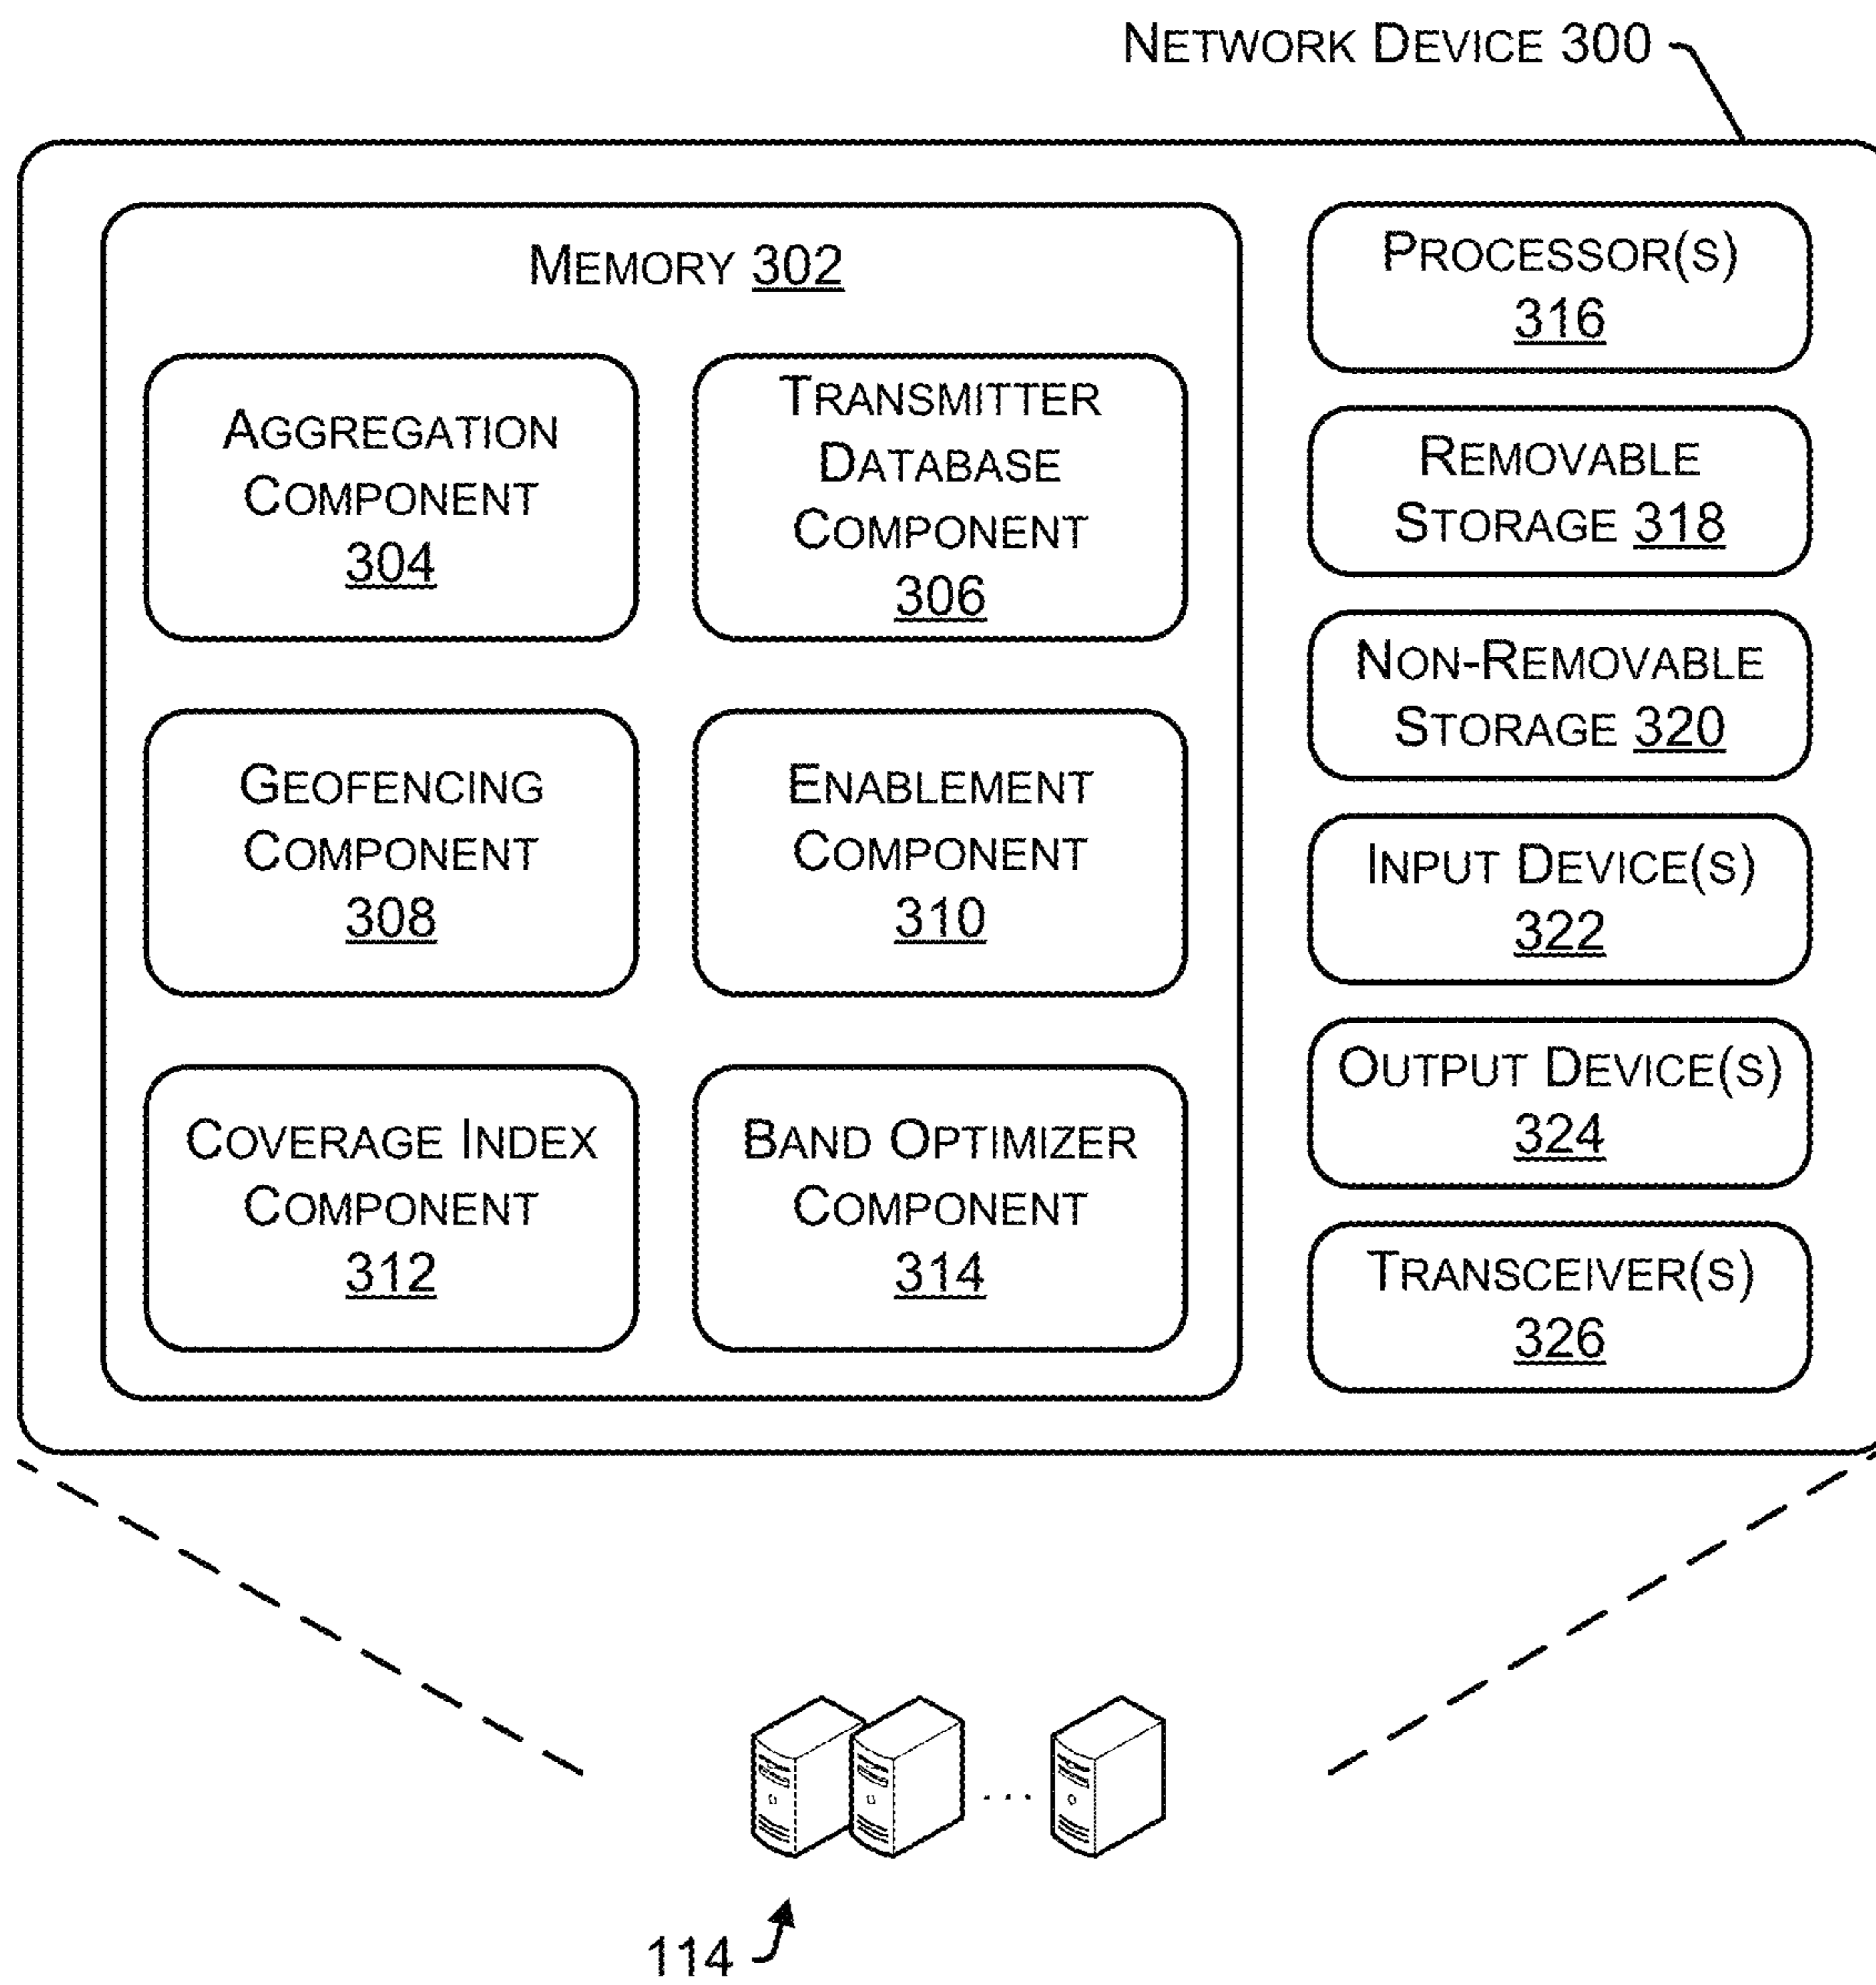 NETWORK DEVICE 300
MEMORY 302
AGGREGATION
COMPONENT
304
TRANSMITTER
DATABASE
COMPONENT
306
GEOFENCING
COMPONENT
308
ENABLEMENT
COMPONENT
310
COVERAGE INDEX
COMPONENT
312
BAND OPTIMIZER
COMPONENT
314
PROCESSOR(S)
316
REMOVABLE
STORAGE 318
NON-REMOVABLE
STORAGE 320
INPUT DEVICE(S)
322
OUTPUT DEVICE(S)
324
TRANSCEIVER(S)
326
...
114